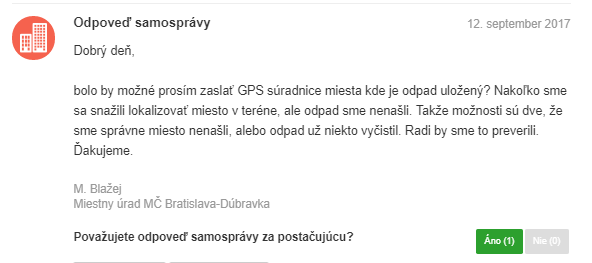 Odpoveď samosprávy
12. september 2017
Dobrý deň,
bolo by možné prosím zaslať GPS súradnice miesta kde je odpad uložený? Nakoľko sme
sa snažili lokalizovať miesto v teréne, ale odpad sme nenašli. Takže možnosti sú dve, že
sme správne miesto nenašli, alebo odpad už niekto vyčistil. Radi by sme to preverili.
Ďakujeme.
M. Blažej
Miestny úrad MČ Bratislava-Dúbravka
Považujete odpoveď samosprávy za postačujúcu?
Áno (1)
Nie (0)